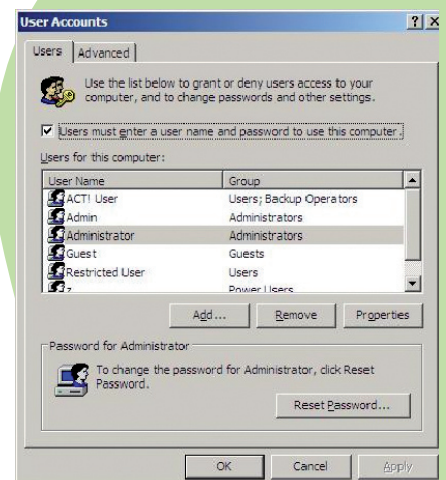 User Accounts
Users Advanced
Use the list below to grant or deny users access to your
computer, and to change passwords and other settings.
Users must enter a user name and password to use this computer.
Users for this computer:
User Name Group
ACT! User Users; Backup Operators
Admin Administrators
Administrator Administrators
Guest Guests
Restricted User Users
z Power Users
Add... Remove Properties
Password for Administrator
To change the password for Administrator, click Reset
Password.
Reset Password...
OK Cancel Apply